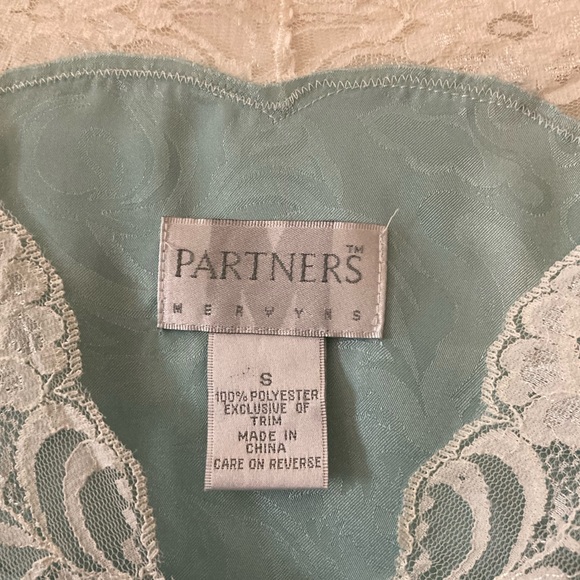 PARTNERS™
MERVYNS
S
100% POLYESTER
EXCLUSIVE OF
TRIM
MADE IN
CHINA
CARE ON REVERSE